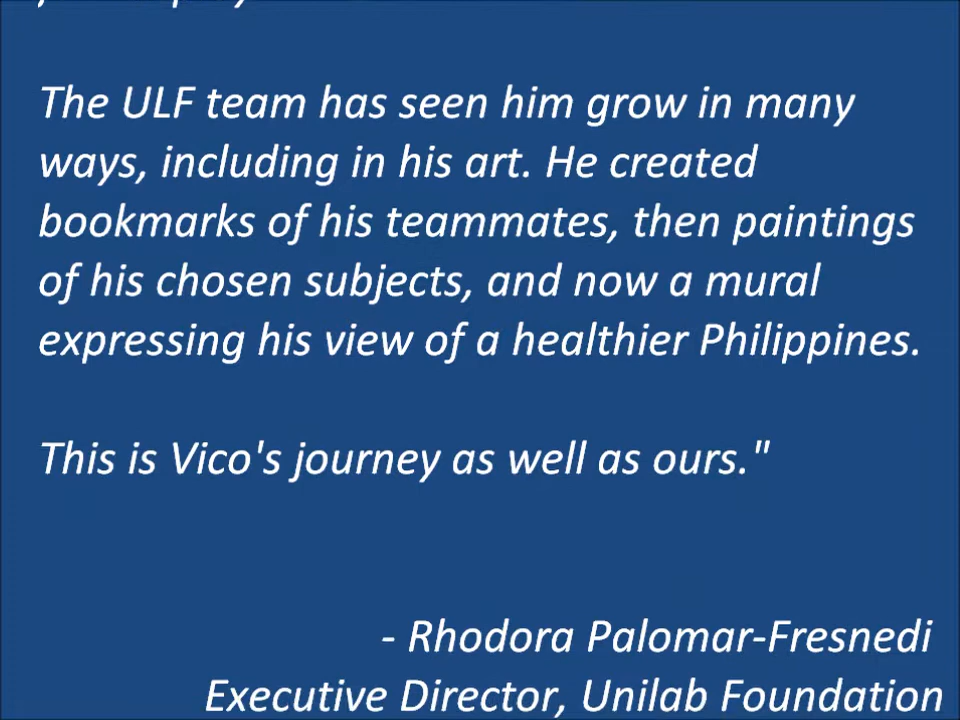 The ULF team has seen him grow in many
ways, including in his art. He created
bookmarks of his teammates, then paintings
of his chosen subjects, and now a mural
expressing his view of a healthier Philippines.
This is Vico's journey as well as ours."
- Rhodora Palomar-Fresnedi
Executive Director, Unilab Foundation